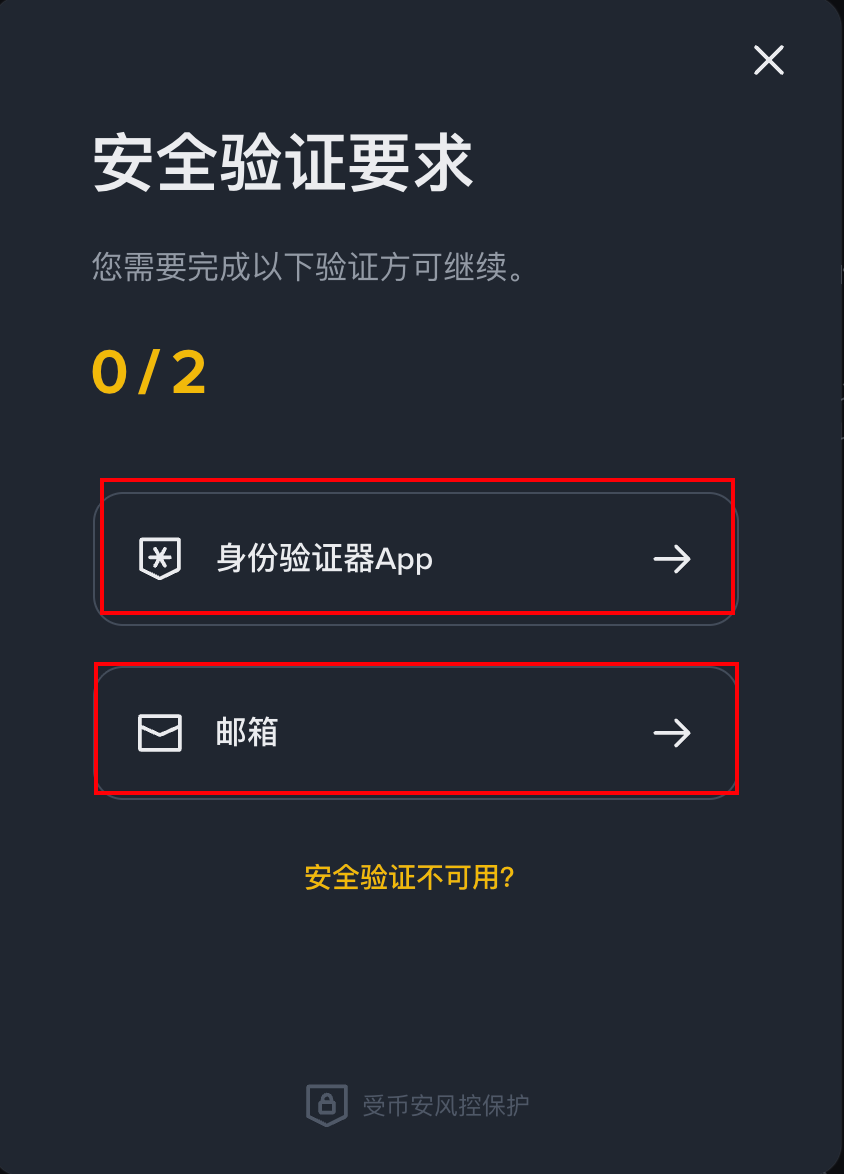 安全验证要求
您需要完成以下验证方可继续。
0/2
身份验证器App
邮箱
安全验证不可用?
受币安风控保护